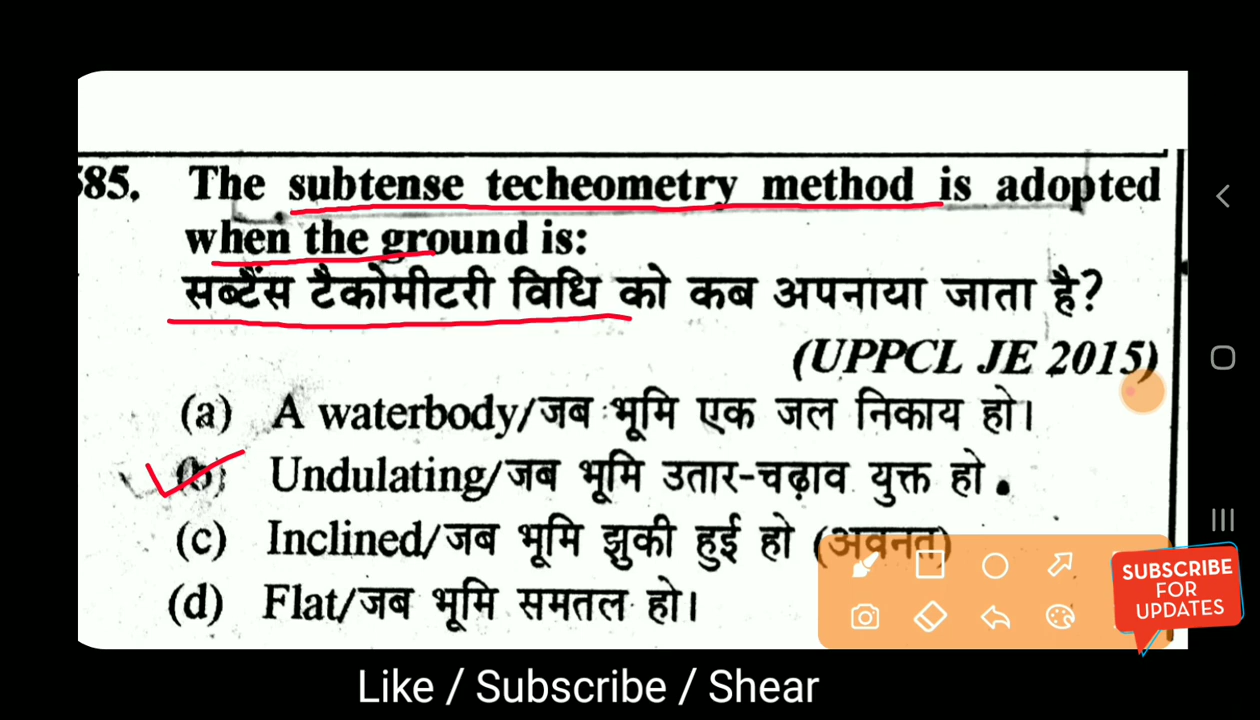 585. The subtense techeometry method is adopted
when the ground is:
सब्टैंस टैकोमीटरी विधि को कब अपनाया जाता है?
(UPPCL JE 2015)
(a) A waterbody/जब भूमि एक जल निकाय हो।
(b) Undulating/जब भूमि उतार-चढ़ाव युक्त हो.
(c) Inclined/जब भूमि झुकी हुई हो (अवनत)
(d) Flat/जब भूमि समतल हो।
SUBSCRIBE
FOR
UPDATES
Like / Subscribe / Shear